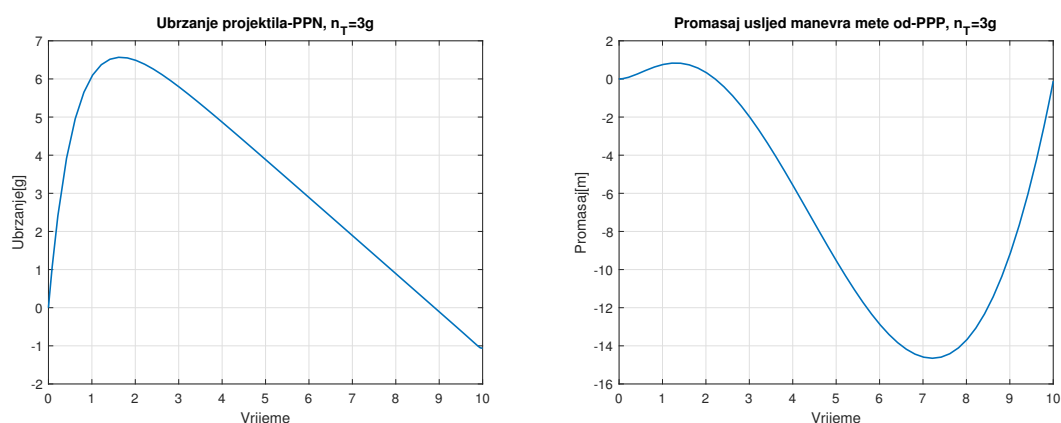 Ubrzanje projektila-PPN, n_T=3g
7
6
5
4
3
2
1
0
-1
-2
Ubrzanje[g]
0 1 2 3 4 5 6 7 8 9 10
Vrijeme
Promasaj usljed manevra mete od-PPP, n_T=3g
2
0
-2
-4
-6
-8
-10
-12
-14
-16
Promasaj[m]
0 1 2 3 4 5 6 7 8 9 10
Vrijeme